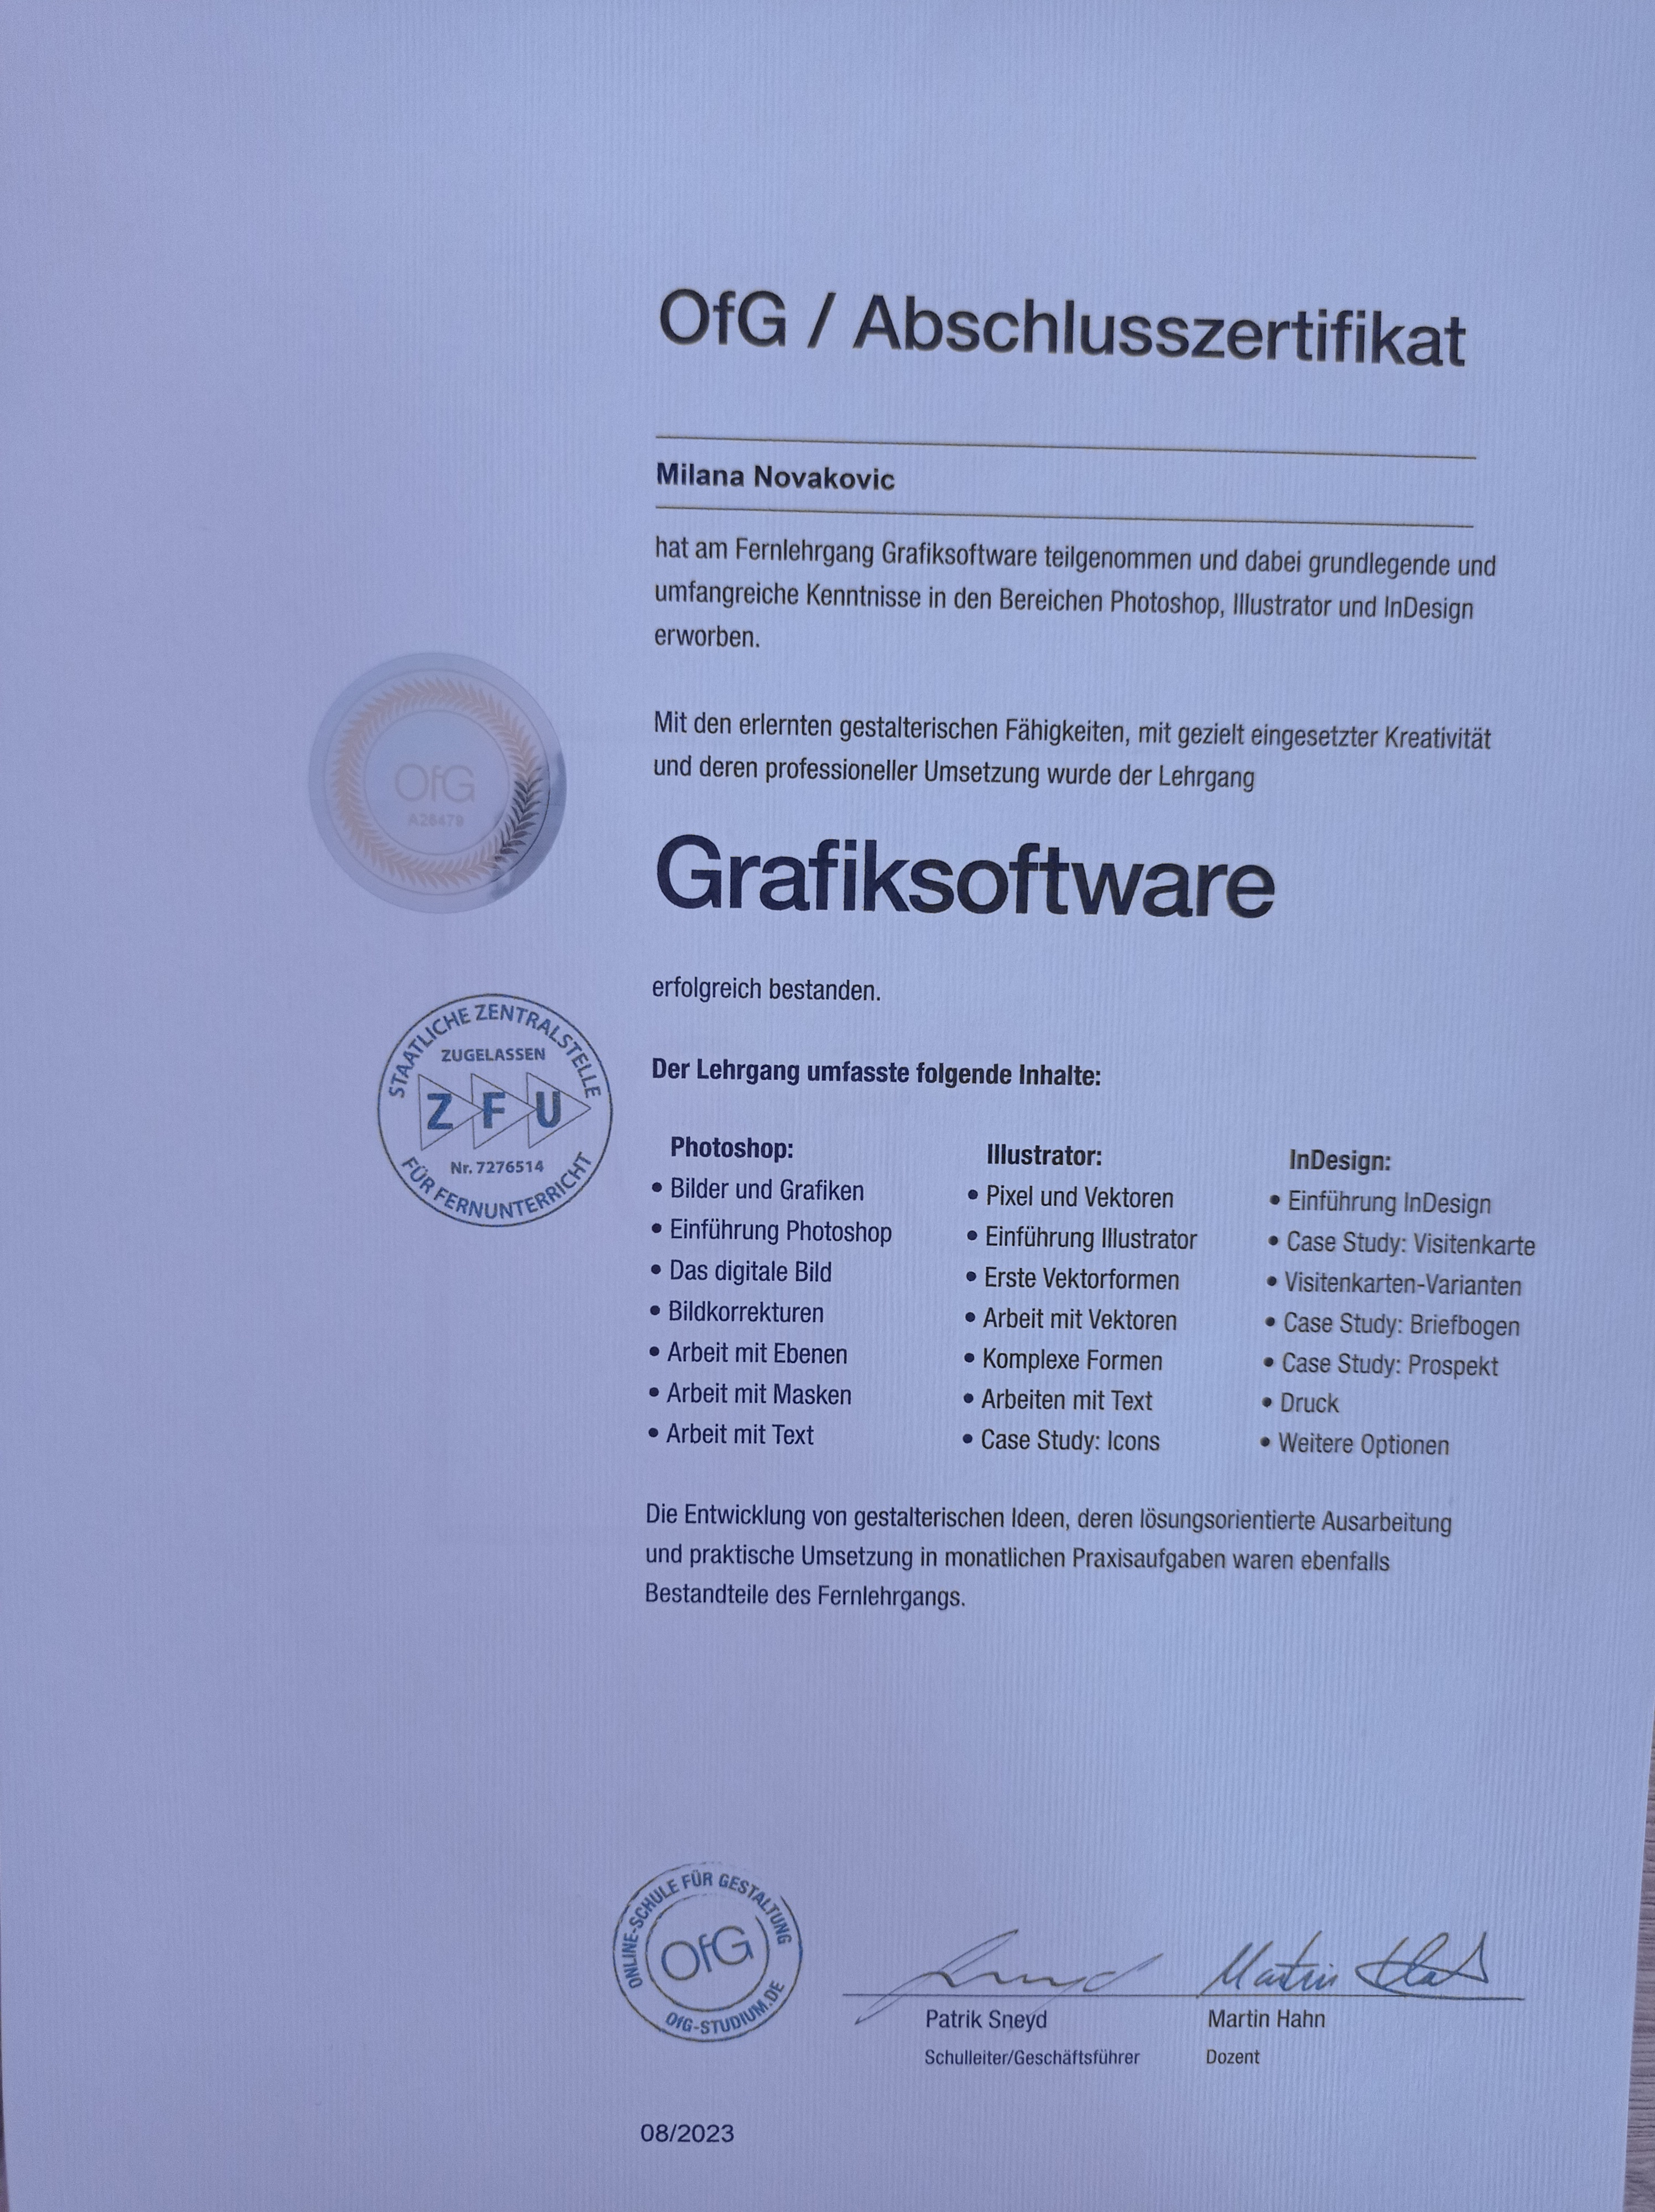 OfG / Abschlusszertifikat
Milana Novakovic
hat am Fernlehrgang Grafiksoftware teilgenommen und dabei grundlegende und
umfangreiche Kenntnisse in den Bereichen Photoshop, Illustrator und InDesign
erworben.
Mit den erlernten gestalterischen Fähigkeiten, mit gezielt eingesetzter Kreativität
und deren professioneller Umsetzung wurde der Lehrgang
OfG
A26479
Grafiksoftware
erfolgreich bestanden.
STAATLICHE ZENTRALSTELLE
ZUGELASSEN
ZFU
Nr. 7276514
FÜR FERNUNTERRICHT
Der Lehrgang umfasste folgende Inhalte:
Photoshop:
• Bilder und Grafiken
• Einführung Photoshop
• Das digitale Bild
• Bildkorrekturen
• Arbeit mit Ebenen
• Arbeit mit Masken
• Arbeit mit Text
Illustrator:
• Pixel und Vektoren
• Einführung Illustrator
• Erste Vektorformen
• Arbeit mit Vektoren
• Komplexe Formen
• Arbeiten mit Text
• Case Study: Icons
InDesign:
• Einführung InDesign
• Case Study: Visitenkarte
• Visitenkarten-Varianten
• Case Study: Briefbogen
• Case Study: Prospekt
• Druck
• Weitere Optionen
Die Entwicklung von gestalterischen Ideen, deren lösungsorientierte Ausarbeitung
und praktische Umsetzung in monatlichen Praxisaufgaben waren ebenfalls
Bestandteile des Fernlehrgangs.
ONLINE-SCHULE FÜR GESTALTUNG
OfG
OfG-STUDIUM.DE
Martin Hahn
Patrik Sneyd
Schulleiter/Geschäftsführer
Martin Hahn
Dozent
08/2023